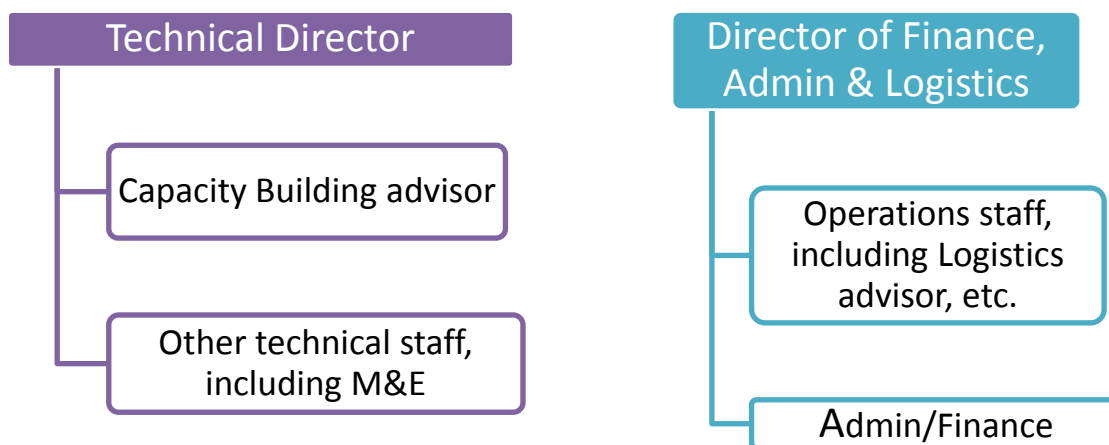 Technical Director
Capacity Building advisor
Other technical staff,
including M&E
Director of Finance,
Admin & Logistics
Operations staff,
including Logistics
advisor, etc.
Admin/Finance